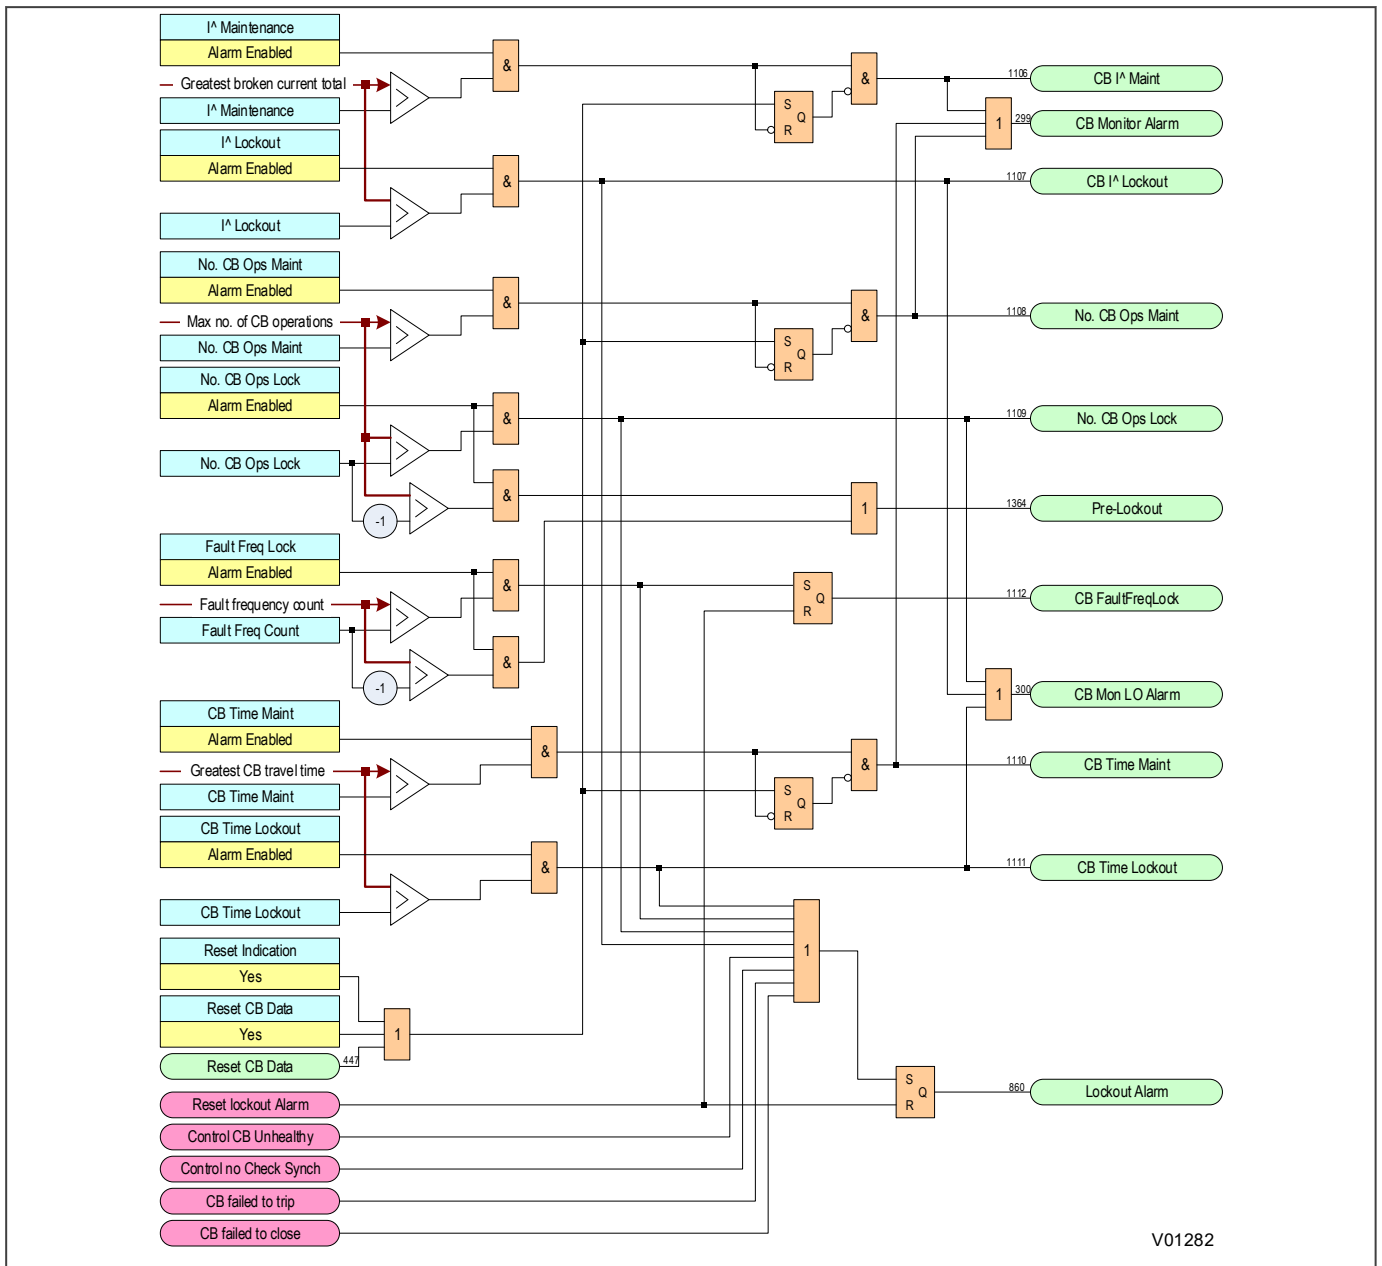 I^ Maintenance
Alarm Enabled
&
Greatest broken current total
>
I^ Maintenance
S
Q
R
&
1106
CB I^ Maint
1
299
CB Monitor Alarm
I^ Lockout
Alarm Enabled
&
1107
CB I^ Lockout
>
I^ Lockout
No. CB Ops Maint
Alarm Enabled
&
Max no. of CB operations
>
No. CB Ops Maint
S
Q
R
&
1108
No. CB Ops Maint
No. CB Ops Lock
Alarm Enabled
&
1109
No. CB Ops Lock
>
No. CB Ops Lock
&
>
-1
1
1364
Pre-Lockout
Fault Freq Lock
Alarm Enabled
&
S
Q
R
1112
CB FaultFreqLock
Fault frequency count
>
Fault Freq Count
&
>
-1
1
300
CB Mon LO Alarm
CB Time Maint
Alarm Enabled
&
Greatest CB travel time
>
CB Time Maint
S
Q
R
&
1110
CB Time Maint
CB Time Lockout
Alarm Enabled
&
1111
CB Time Lockout
>
CB Time Lockout
1
Reset Indication
Yes
Reset CB Data
Yes
1
Reset CB Data
447
S
Q
R
860
Lockout Alarm
Reset lockout Alarm
Control CB Unhealthy
Control no Check Synch
CB failed to trip
CB failed to close
V01282